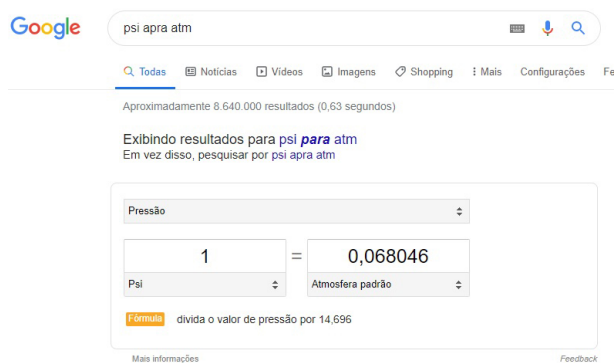 Google
psi apra atm
Todas Notícias Vídeos Imagens Shopping Mais Configurações Fe
Aproximadamente 8.640.000 resultados (0,63 segundos)
Exibindo resultados para psi para atm
Em vez disso, pesquisar por psi apra atm
Pressão
1 = 0,068046
Psi Atmosfera padrão
Fórmula divida o valor de pressão por 14,696
Mais informações Feedback